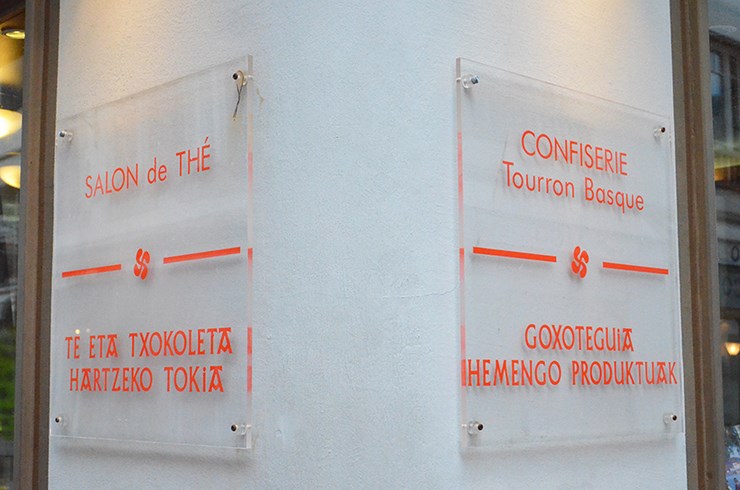 SALON de THÉ
TE ETA TXOKOLETA
HARTZEKO TOKiA
CONFISERIE
Tourron Basque
GOXOTEGUiA
HEMENGO PRODUKTUAK